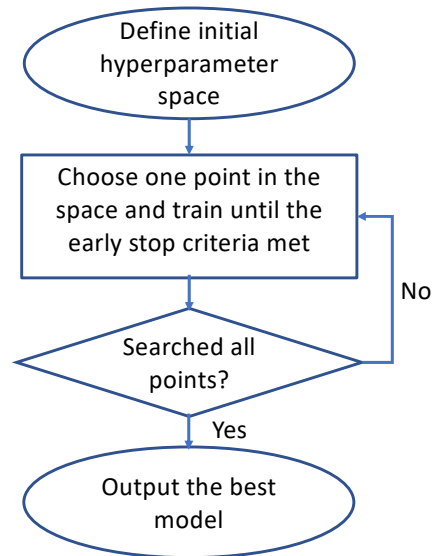 Define initial
hyperparameter
space
Choose one point in the
space and train until the
early stop criteria met
No
Searched all
points?
Yes
Output the best
model